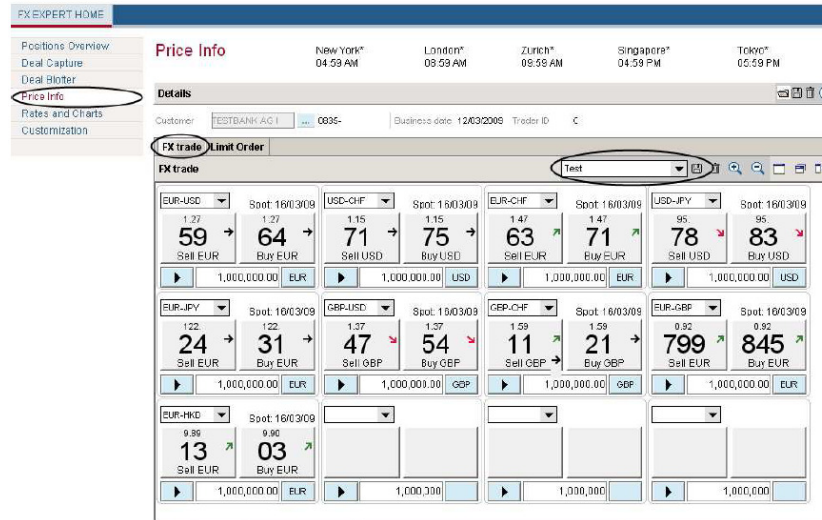 FX EXPERT HOME
Positions Overview
Deal Capture
Deal Blotter
Price Info
Rates and Charts
Customization
Price Info
New York* London* Zurich* Singapore* Tokyo*
04:59 AM 08:59 AM 09:59 AM 04:59 PM 05:59 PM
Details
Customer TESTBANK AG I ... 0835- Business date 12/03/2009 Trader ID C
FX trade Limit Order
FX trade Test
EUR-USD Spot: 16/03/09 USD-CHF Spot: 16/03/09 EUR-CHF Spot: 16/03/09 USD-JPY Spot: 16/03/09
1.27 1.27 1.15 1.15 1.47 1.47 95. 95.
59 64 71 75 63 71 78 83
Sell EUR Buy EUR Sell USD Buy USD Sell EUR Buy EUR Sell USD Buy USD
1,000,000.00 EUR 1,000,000.00 USD 1,000,000.00 EUR 1,000,000.00 USD
EUR-JPY Spot: 16/03/09 GBP-USD Spot: 16/03/09 GBP-CHF Spot: 16/03/09 EUR-GBP Spot: 16/03/09
122. 122. 1.37 1.37 1.59 1.59 0.92 0.92
24 31 47 54 11 21 799 845
Sell EUR Buy EUR Sell GBP Buy GBP Sell GBP Buy GBP Sell EUR Buy EUR
1,000,000.00 EUR 1,000,000.00 GBP 1,000,000.00 GBP 1,000,000.00 EUR
EUR-HKD Spot: 16/03/09
9.89 9.90
13 03
Sell EUR Buy EUR
1,000,000.00 EUR 1,000,000 1,000,000 1,000,000